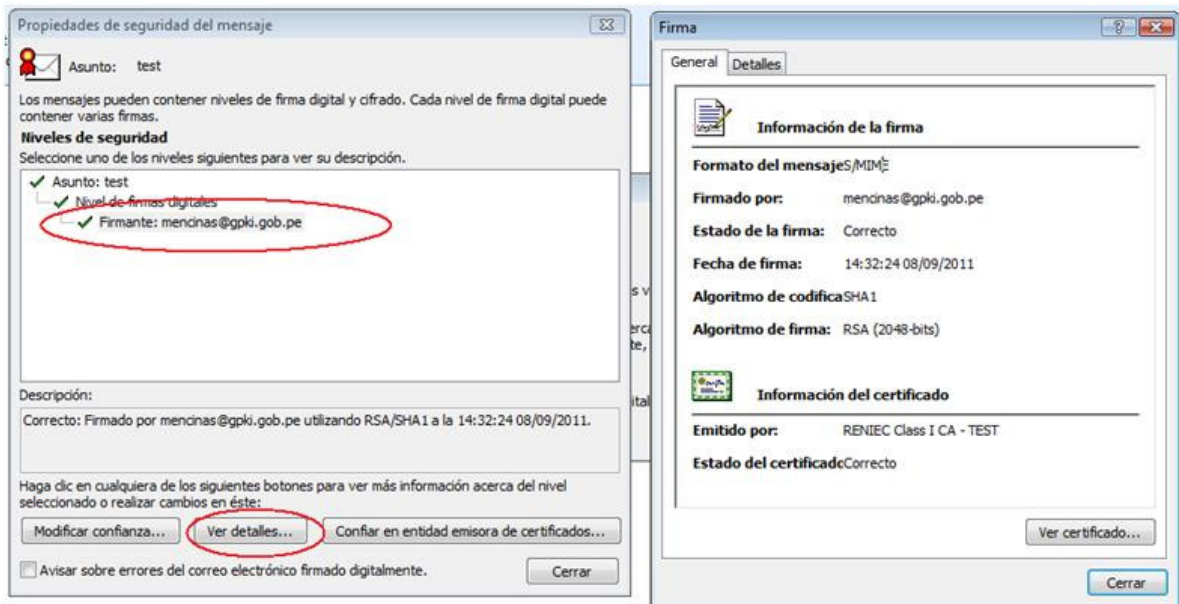 Propiedades de seguridad del mensaje
Asunto: test
Los mensajes pueden contener niveles de firma digital y cifrado. Cada nivel de firma digital puede
contener varias firmas.
Niveles de seguridad
Seleccione uno de los niveles siguientes para ver su descripción.
Asunto: test
Nivel de firmas digitales
Firmante: mencinas@gpki.gob.pe
Descripción:
Correcto: Firmado por mencinas@gpki.gob.pe utilizando RSA/SHA1 a la 14:32:24 08/09/2011.
Haga clic en cualquiera de los siguientes botones para ver más información acerca del nivel
seleccionado o realizar cambios en éste:
Modificar confianza... Ver detalles... Confiar en entidad emisora de certificados...
Avisar sobre errores del correo electrónico firmado digitalmente. Cerrar
Firma
General Detalles
Información de la firma
Formato del mensaje S/MIME
Firmado por: mencinas@gpki.gob.pe
Estado de la firma: Correcto
Fecha de firma: 14:32:24 08/09/2011
Algoritmo de codifica SHA1
Algoritmo de firma: RSA (2048-bits)
Información del certificado
Emitido por: RENIEC Class I CA - TEST
Estado del certificado Correcto
Ver certificado...
Cerrar